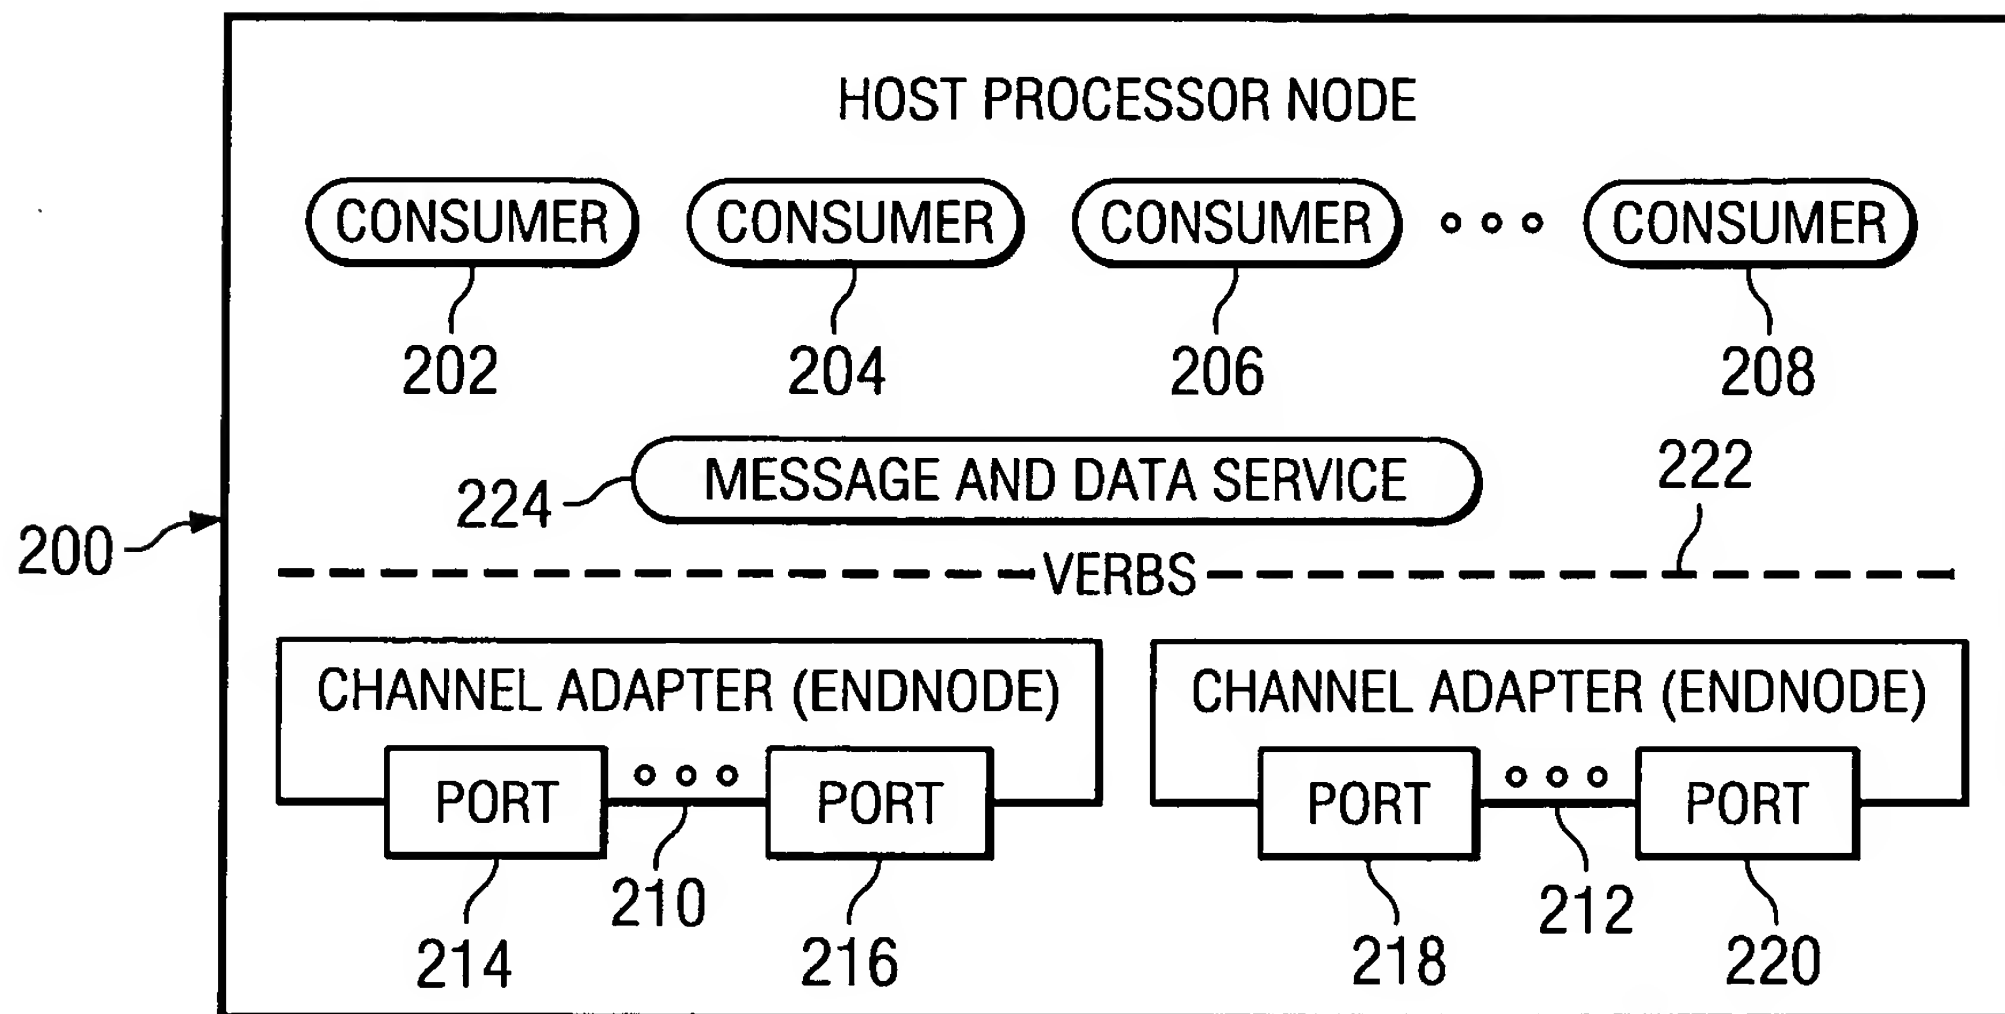 HOST PROCESSOR NODE
CONSUMER CONSUMER CONSUMER CONSUMER
202 204 206 208
MESSAGE AND DATA SERVICE
222
224
200
VERBS
CHANNEL ADAPTER (ENDNODE) CHANNEL ADAPTER (ENDNODE)
PORT PORT PORT PORT
210 212
214 216 218 220